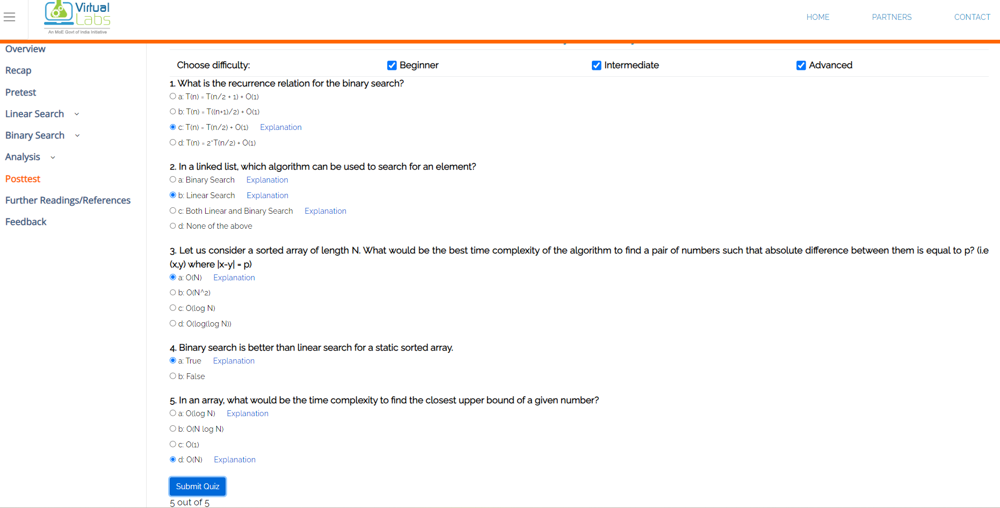 Virtual
Labs
An MoE Govt of India Initiative
HOME
PARTNERS
CONTACT
Overview
Recap
Pretest
Linear Search
Binary Search
Analysis
Posttest
Further Readings/References
Feedback
Choose difficulty:
Beginner
Intermediate
Advanced
1. What is the recurrence relation for the binary search?
a: T(n) = T(n/2 + 1) + O(1)
b: T(n) = T((n+1)/2) + O(1)
c: T(n) = T(n/2) + O(1) Explanation
d: T(n) = 2*T(n/2) + O(1)
2. In a linked list, which algorithm can be used to search for an element?
a: Binary Search Explanation
b: Linear Search Explanation
c: Both Linear and Binary Search Explanation
d: None of the above
3. Let us consider a sorted array of length N. What would be the best time complexity of the algorithm to find a pair of numbers such that absolute difference between them is equal to p? (i.e
(x,y) where |x-y| = p)
a: O(N) Explanation
b: O(N^2)
c: O(log N)
d: O(log(log N))
4. Binary search is better than linear search for a static sorted array.
a: True Explanation
b: False
5. In an array, what would be the time complexity to find the closest upper bound of a given number?
a: O(log N) Explanation
b: O(N log N)
c: O(1)
d: O(N) Explanation
Submit Quiz
5 out of 5